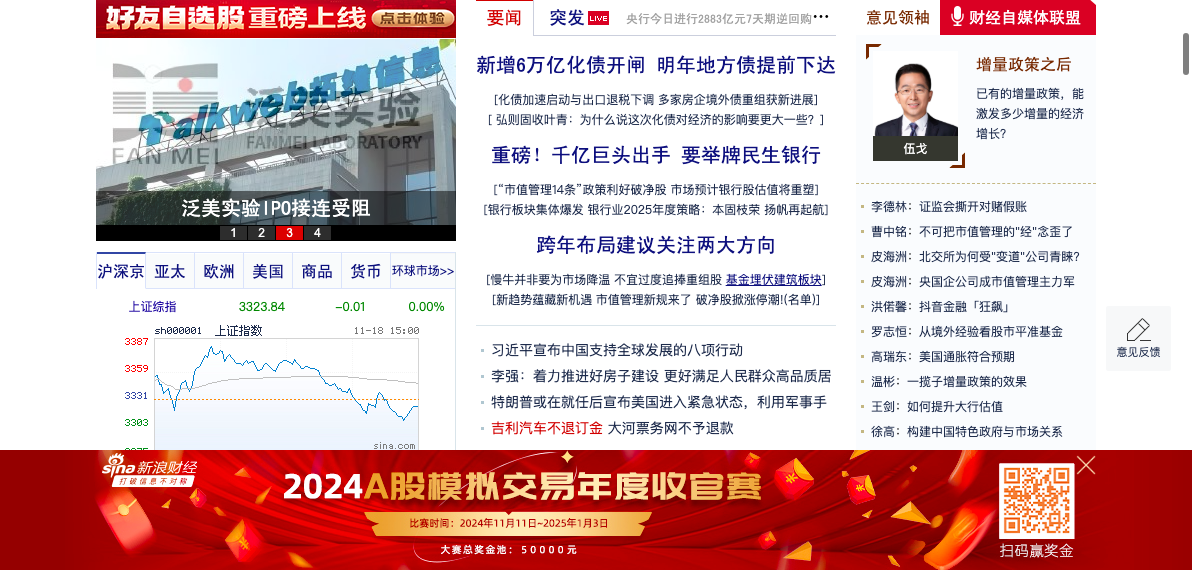 好友自选股重磅上线 点击体验
Talkweb拓维信息
泛美实验
FAN MEI
FANMEI LABORATORY
泛美实验IPO接连受阻
1 2 3 4
沪深京 亚太 欧洲 美国 商品 货币 环球市场>>
上证综指 3323.84 -0.01 0.00%
sh000001 上证指数 11-18 15:00
3387
3359
3331
3303
sina.com
要闻 突发 LIVE 央行今日进行2883亿元7天期逆回购 •••
新增6万亿化债开闸 明年地方债提前下达
[化债加速启动与出口退税下调 多家房企境外债重组获新进展]
[ 弘则固收叶青：为什么说这次化债对经济的影响要更大一些？]
重磅！千亿巨头出手 要举牌民生银行
[“市值管理14条”政策利好破净股 市场预计银行股估值将重塑]
[银行板块集体爆发 银行业2025年度策略：本固枝荣 扬帆再起航]
跨年布局建议关注两大方向
[慢牛并非要为市场降温 不宜过度追捧重组股 基金埋伏建筑板块]
[新趋势蕴藏新机遇 市值管理新规来了 破净股掀涨停潮!(名单)]
习近平宣布中国支持全球发展的八项行动
李强：着力推进好房子建设 更好满足人民群众高品质居
特朗普或在就任后宣布美国进入紧急状态，利用军事手
吉利汽车不退订金 大河票务网不予退款
意见领袖 财经自媒体联盟
伍戈
增量政策之后
已有的增量政策，能
激发多少增量的经济
增长？
李德林：证监会撕开对赌假账
曹中铭：不可把市值管理的"经"念歪了
皮海洲：北交所为何受"变道"公司青睐?
皮海洲：央国企公司成市值管理主力军
洪偌馨：抖音金融「狂飙」
罗志恒：从境外经验看股市平准基金
高瑞东：美国通胀符合预期
温彬：一揽子增量政策的效果
王剑：如何提升大行估值
徐高：构建中国特色政府与市场关系
意见反馈
sina新浪财经
打破信息不对称
2024A股模拟交易年度收官赛
比赛时间：2024年11月11日~2025年1月3日
大赛总奖金池：50000元
扫码赢奖金